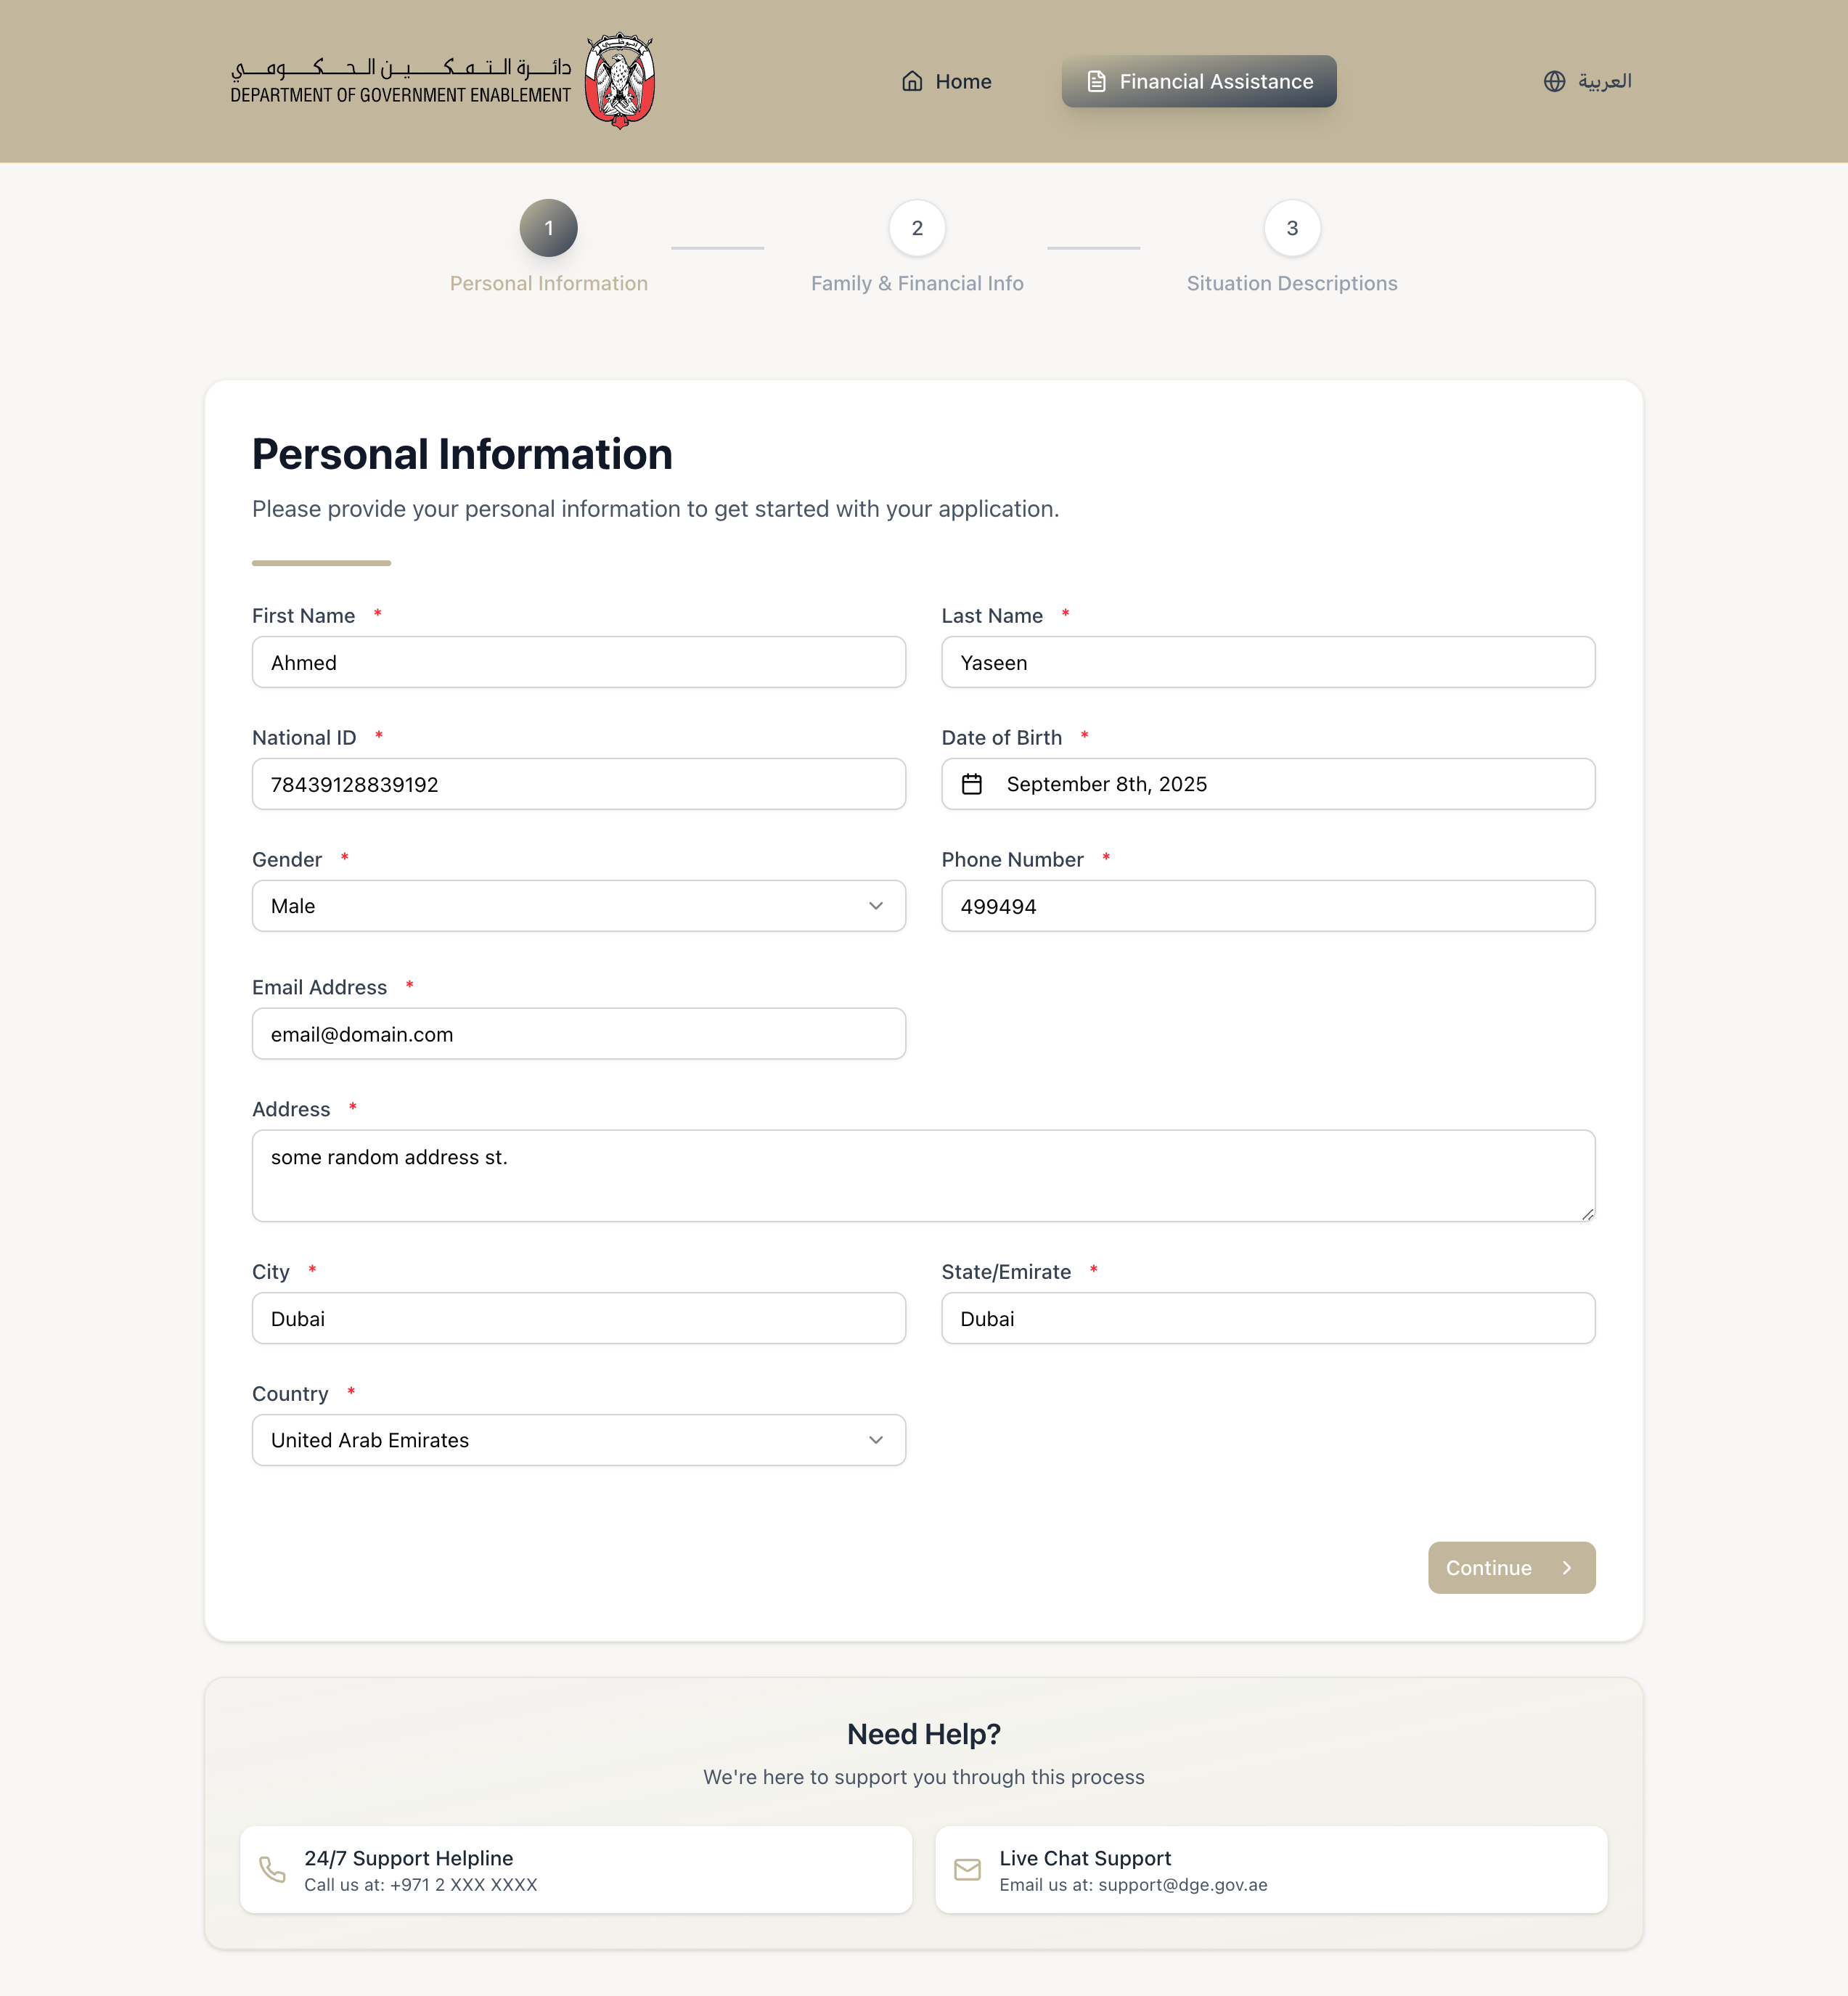 دائرة التمكين الحكومي
DEPARTMENT OF GOVERNMENT ENABLEMENT
Home
Financial Assistance
العربية
1
2
3
Personal Information
Family & Financial Info
Situation Descriptions
Personal Information
Please provide your personal information to get started with your application.
First Name *
Last Name *
Ahmed
Yaseen
National ID *
Date of Birth *
78439128839192
September 8th, 2025
Gender *
Phone Number *
Male
499494
Email Address *
email@domain.com
Address *
some random address st.
City *
State/Emirate *
Dubai
Dubai
Country *
United Arab Emirates
Continue
Need Help?
We're here to support you through this process
24/7 Support Helpline
Call us at: +971 2 XXX XXXX
Live Chat Support
Email us at: support@dge.gov.ae